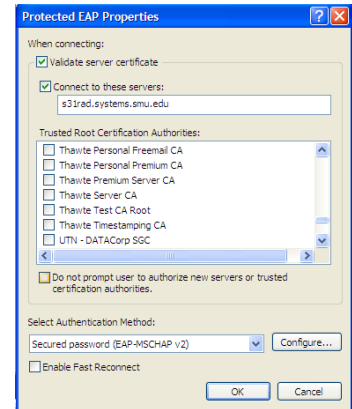 Protected EAP Properties
When connecting:
Validate server certificate
Connect to these servers:
s31rad.systems.smu.edu
Trusted Root Certification Authorities:
Thawte Personal Freemail CA
Thawte Personal Premium CA
Thawte Premium Server CA
Thawte Server CA
Thawte Test CA Root
Thawte Timestamping CA
UTN - DATACorp SGC
Do not prompt user to authorize new servers or trusted
certification authorities.
Select Authentication Method:
Secured password (EAP-MSCHAP v2)
Configure...
Enable Fast Reconnect
OK
Cancel